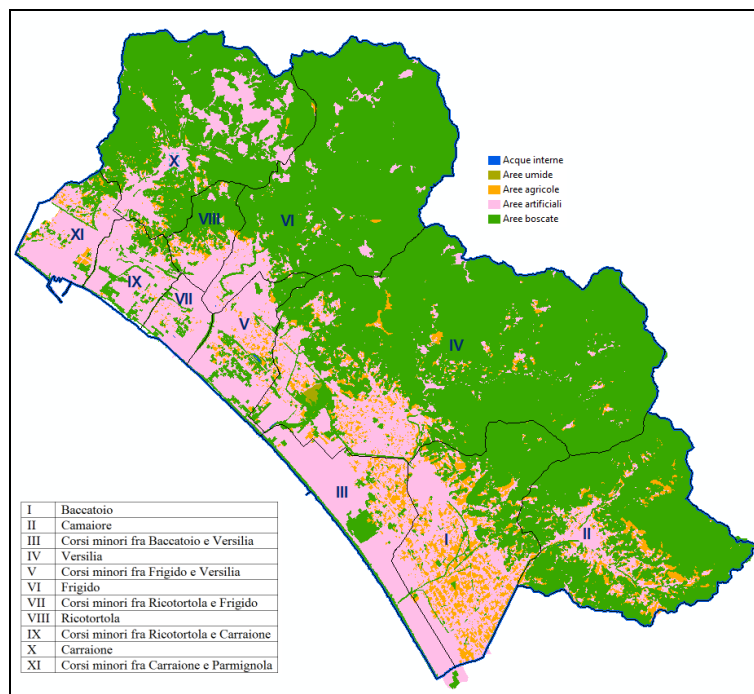 X
VIII
VI
XI
IX
VII
V
IV
III
I
II
Acque interne
Aree umide
Aree agricole
Aree artificiali
Aree boscate
I Baccatoio
II Camaiore
III Corsi minori fra Baccatoio e Versilia
IV Versilia
V Corsi minori fra Frigido e Versilia
VI Frigido
VII Corsi minori fra Ricotortola e Frigido
VIII Ricotortola
IX Corsi minori fra Ricotortola e Carraione
X Carraione
XI Corsi minori fra Carraione e Parmignola